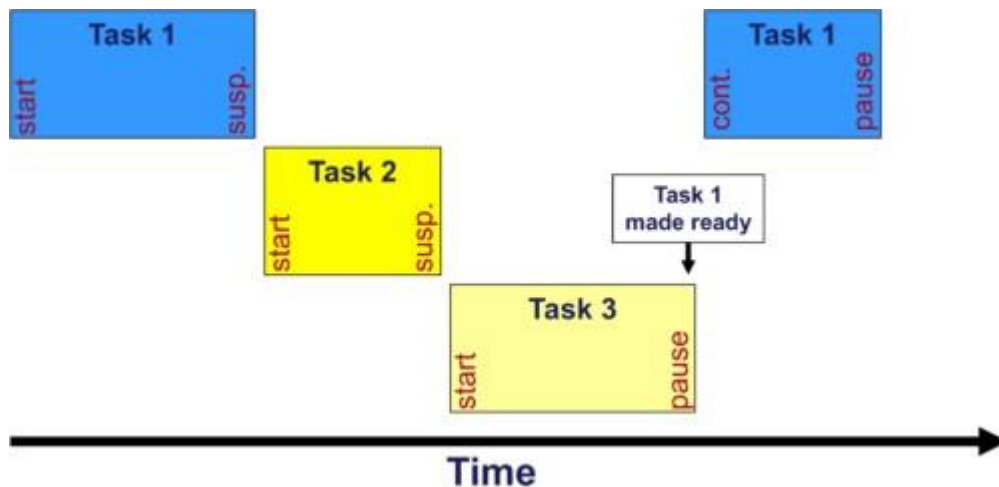 Task 1
start
susp.
Task 1
cont.
pause
Task 2
start
susp.
Task 1
made ready
Task 3
start
pause
Time